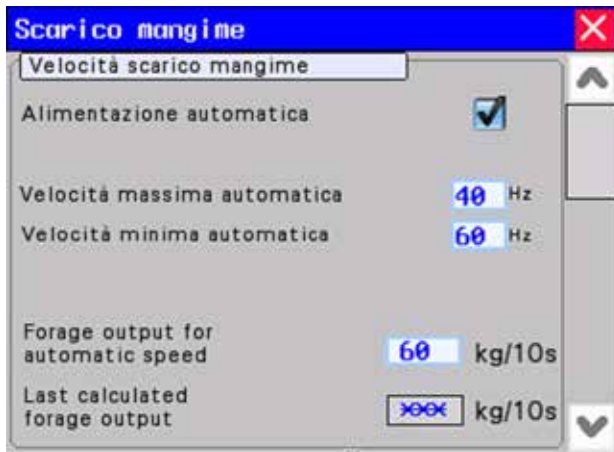 Scarico mangime
Velocità scarico mangime
Alimentazione automatica
Velocità massima automatica 40 Hz
Velocità minima automatica 60 Hz
Forage output for
automatic speed 60 kg/10s
Last calculated
forage output xxxx kg/10s